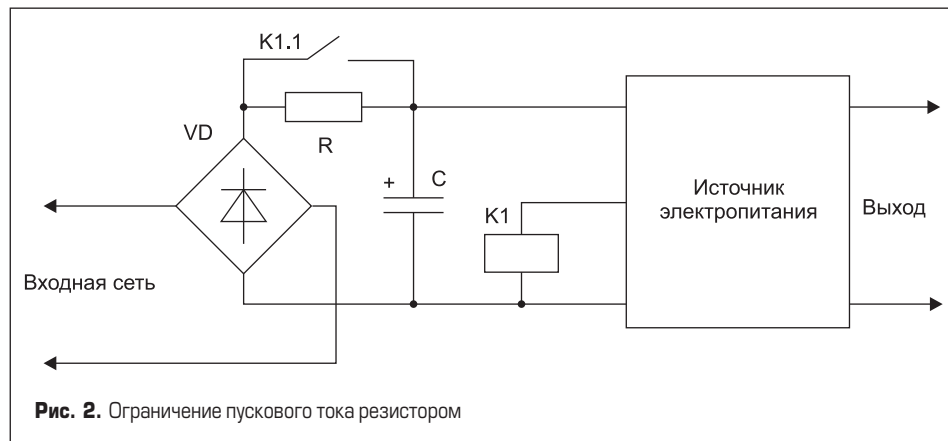 K1.1
VD
R
+
C
K1
Источник
электропитания
Выход
Входная сеть
Рис. 2. Ограничение пускового тока резистором